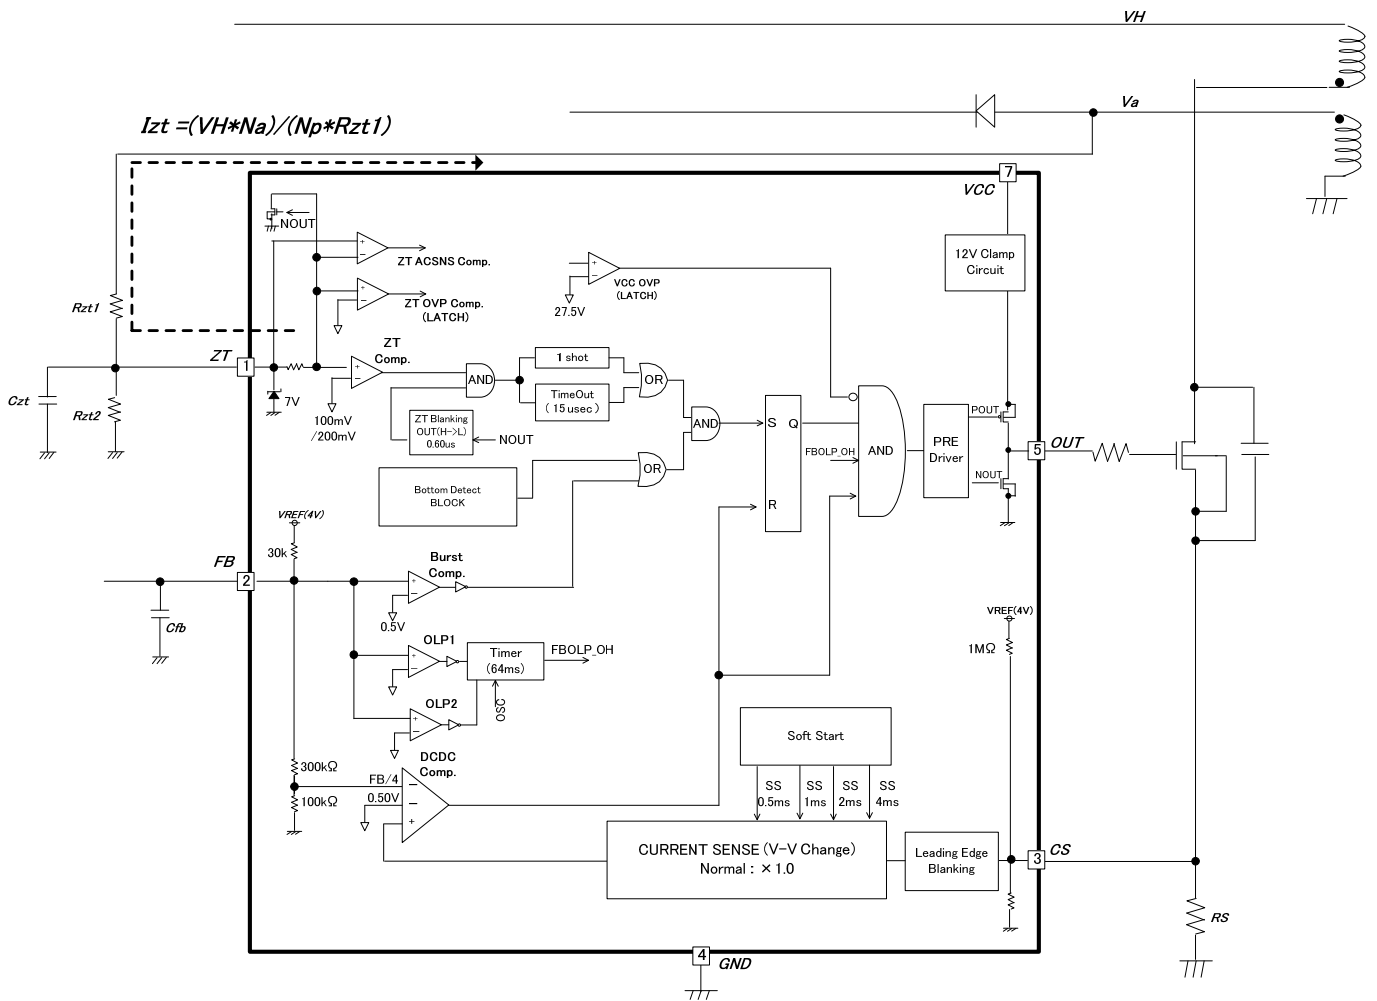 VH
Va
Izt =(VH*Na)/(Np*Rzt1)
7
VCC
NOUT
12V Clamp
Circuit
ZT ACSNS Comp.
VCC OVP
(LATCH)
27.5V
ZT OVP Comp.
(LATCH)
Rzt1
ZT
1
ZT
Comp.
7V
100mV
/200mV
AND
1 shot
TimeOut
( 15 usec )
OR
Czt
Rzt2
ZT Blanking
OUT(H->L)
0.60us
NOUT
AND
S Q
R
FBOLP_OH
AND
PRE
Driver
POUT
NOUT
5
OUT
Bottom Detect
BLOCK
OR
VREF(4V)
30k
FB
2
Cfb
Burst
Comp.
0.5V
OLP1
Timer
(64ms)
FBOLP_OH
OSC
OLP2
VREF(4V)
1MΩ
DCDC
Comp.
300kΩ
100kΩ
FB/4
0.50V
Soft Start
SS
0.5ms
SS
1ms
SS
2ms
SS
4ms
CURRENT SENSE (V-V Change)
Normal : ×1.0
Leading Edge
Blanking
3
CS
RS
4
GND